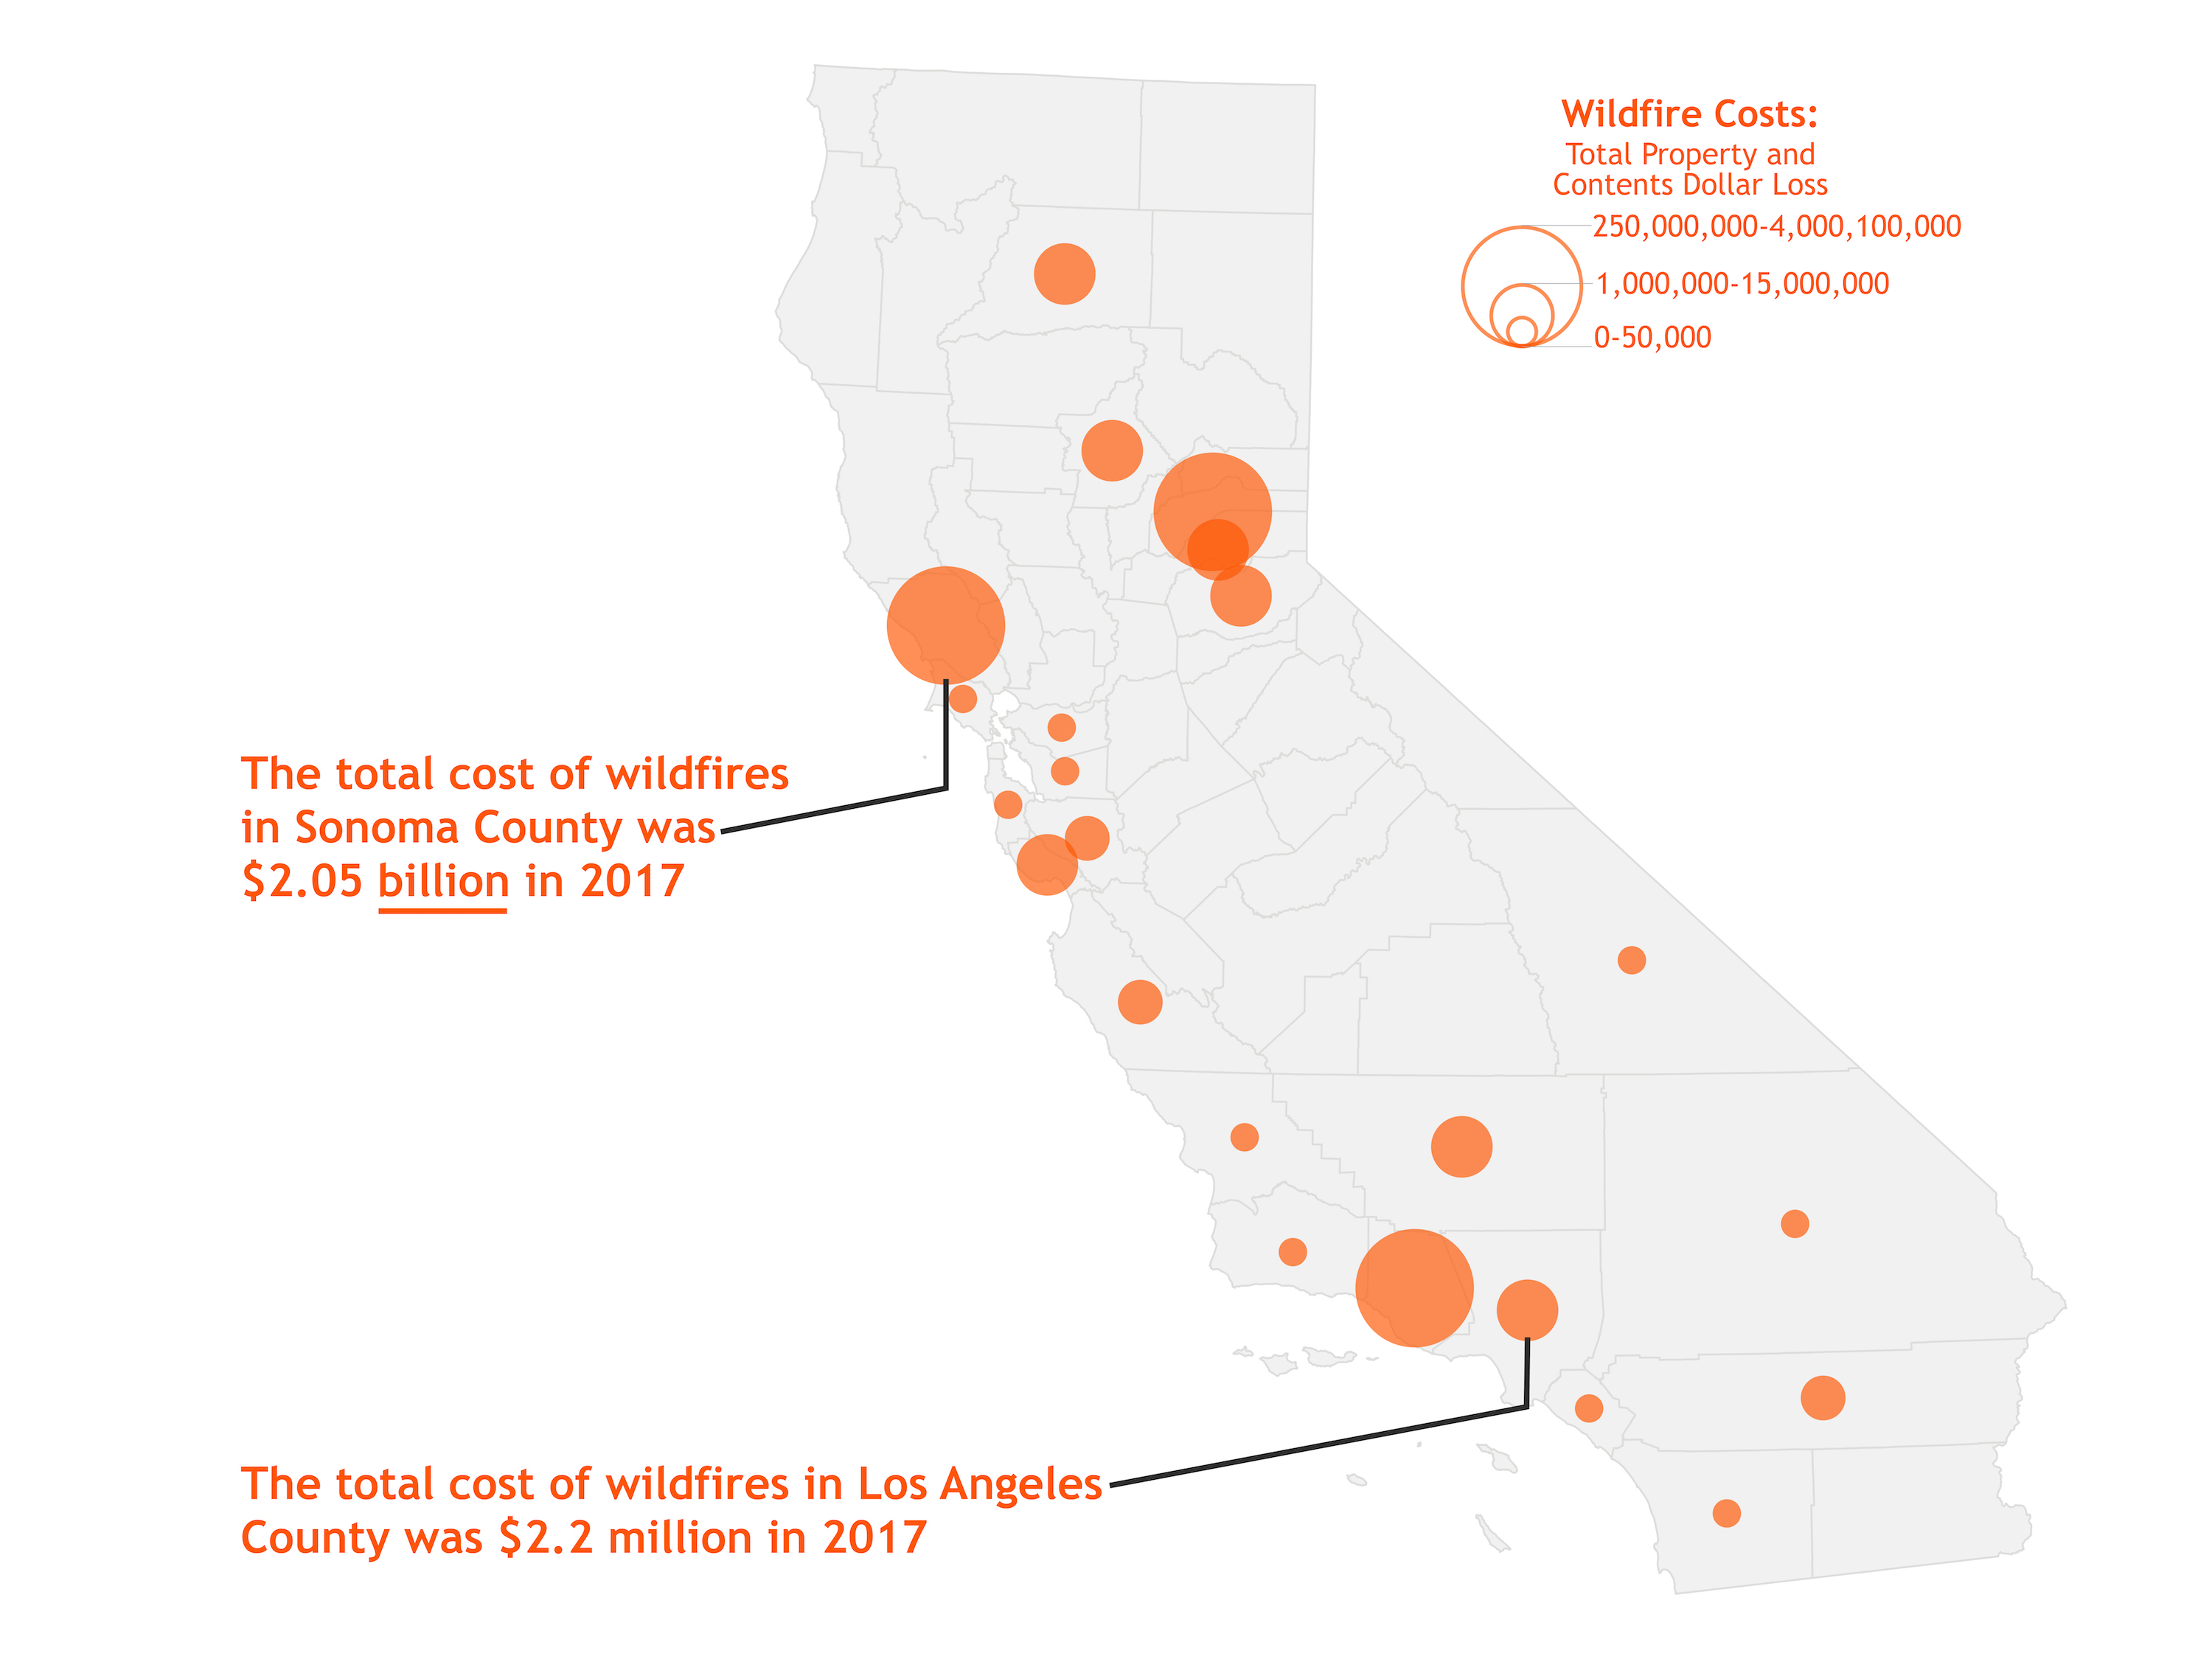 Wildfire Costs:
Total Property and
Contents Dollar Loss
250,000,000-4,000,100,000
1,000,000-15,000,000
0-50,000
The total cost of wildfires
in Sonoma County was
$2.05 billion in 2017
The total cost of wildfires in Los Angeles
County was $2.2 million in 2017